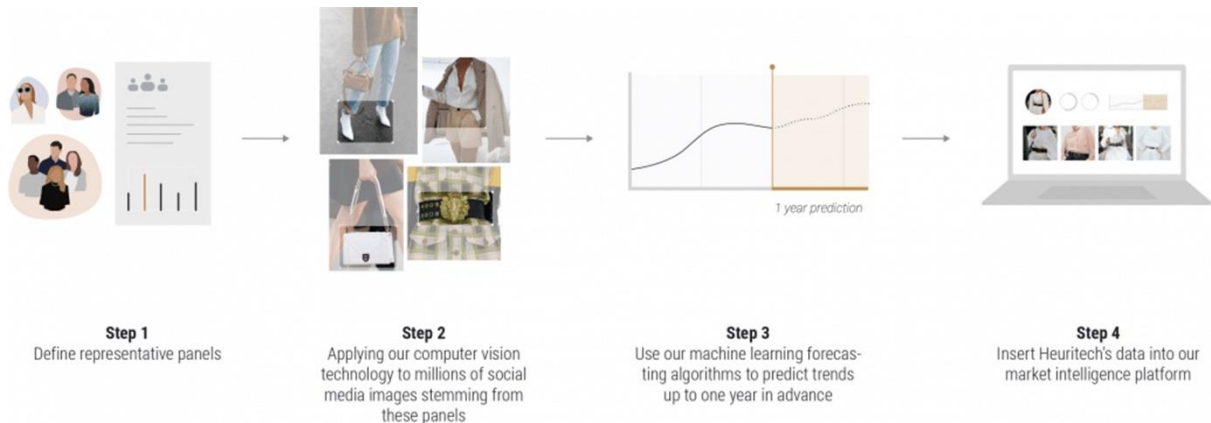 1 year prediction
Step 1
Define representative panels
Step 2
Applying our computer vision
technology to millions of social
media images stemming from
these panels
Step 3
Use our machine learning forecas-
ting algorithms to predict trends
up to one year in advance
Step 4
Insert Heuritech's data into our
market intelligence platform